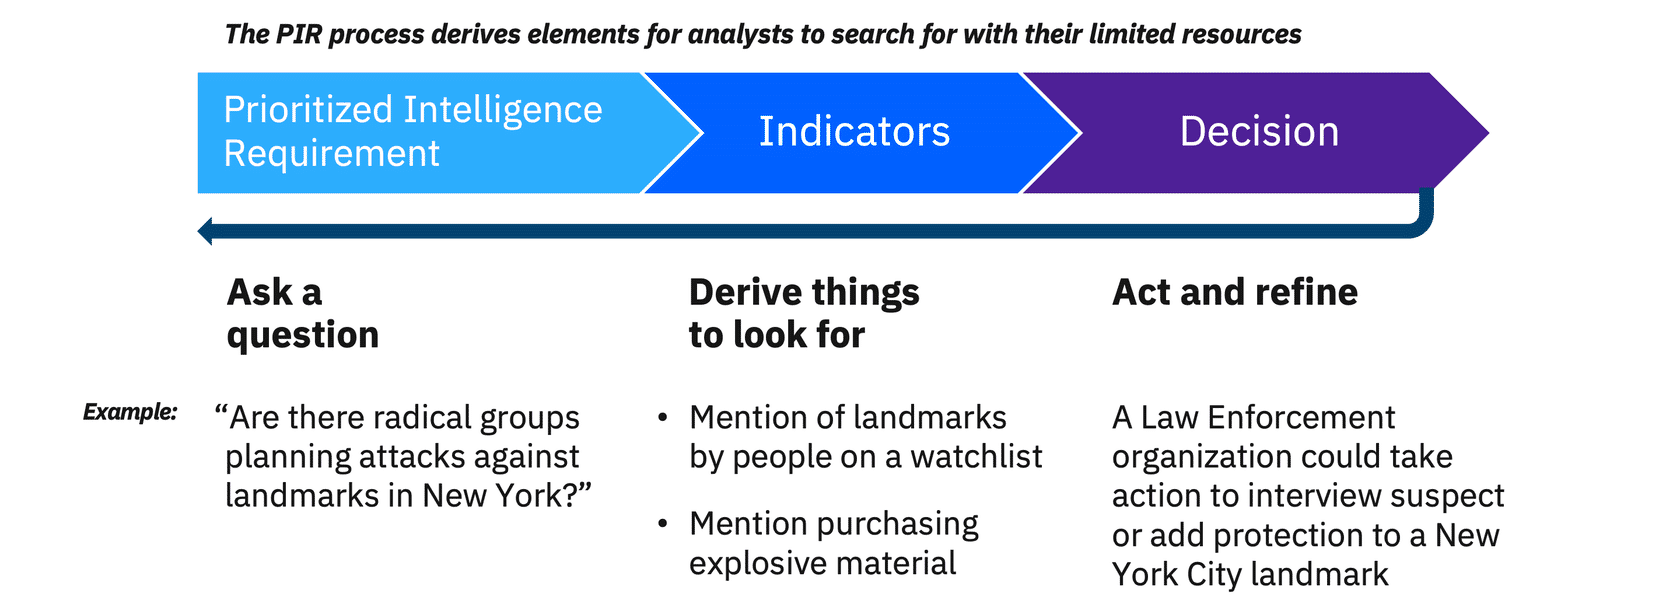 The PIR process derives elements for analysts to search for with their limited resources
Prioritized Intelligence
Requirement
Indicators
Decision
Ask a
question
Derive things
to look for
Act and refine
Example:
“Are there radical groups
planning attacks against
landmarks in New York?”
• Mention of landmarks
by people on a watchlist
• Mention purchasing
explosive material
A Law Enforcement
organization could take
action to interview suspect
or add protection to a New
York City landmark